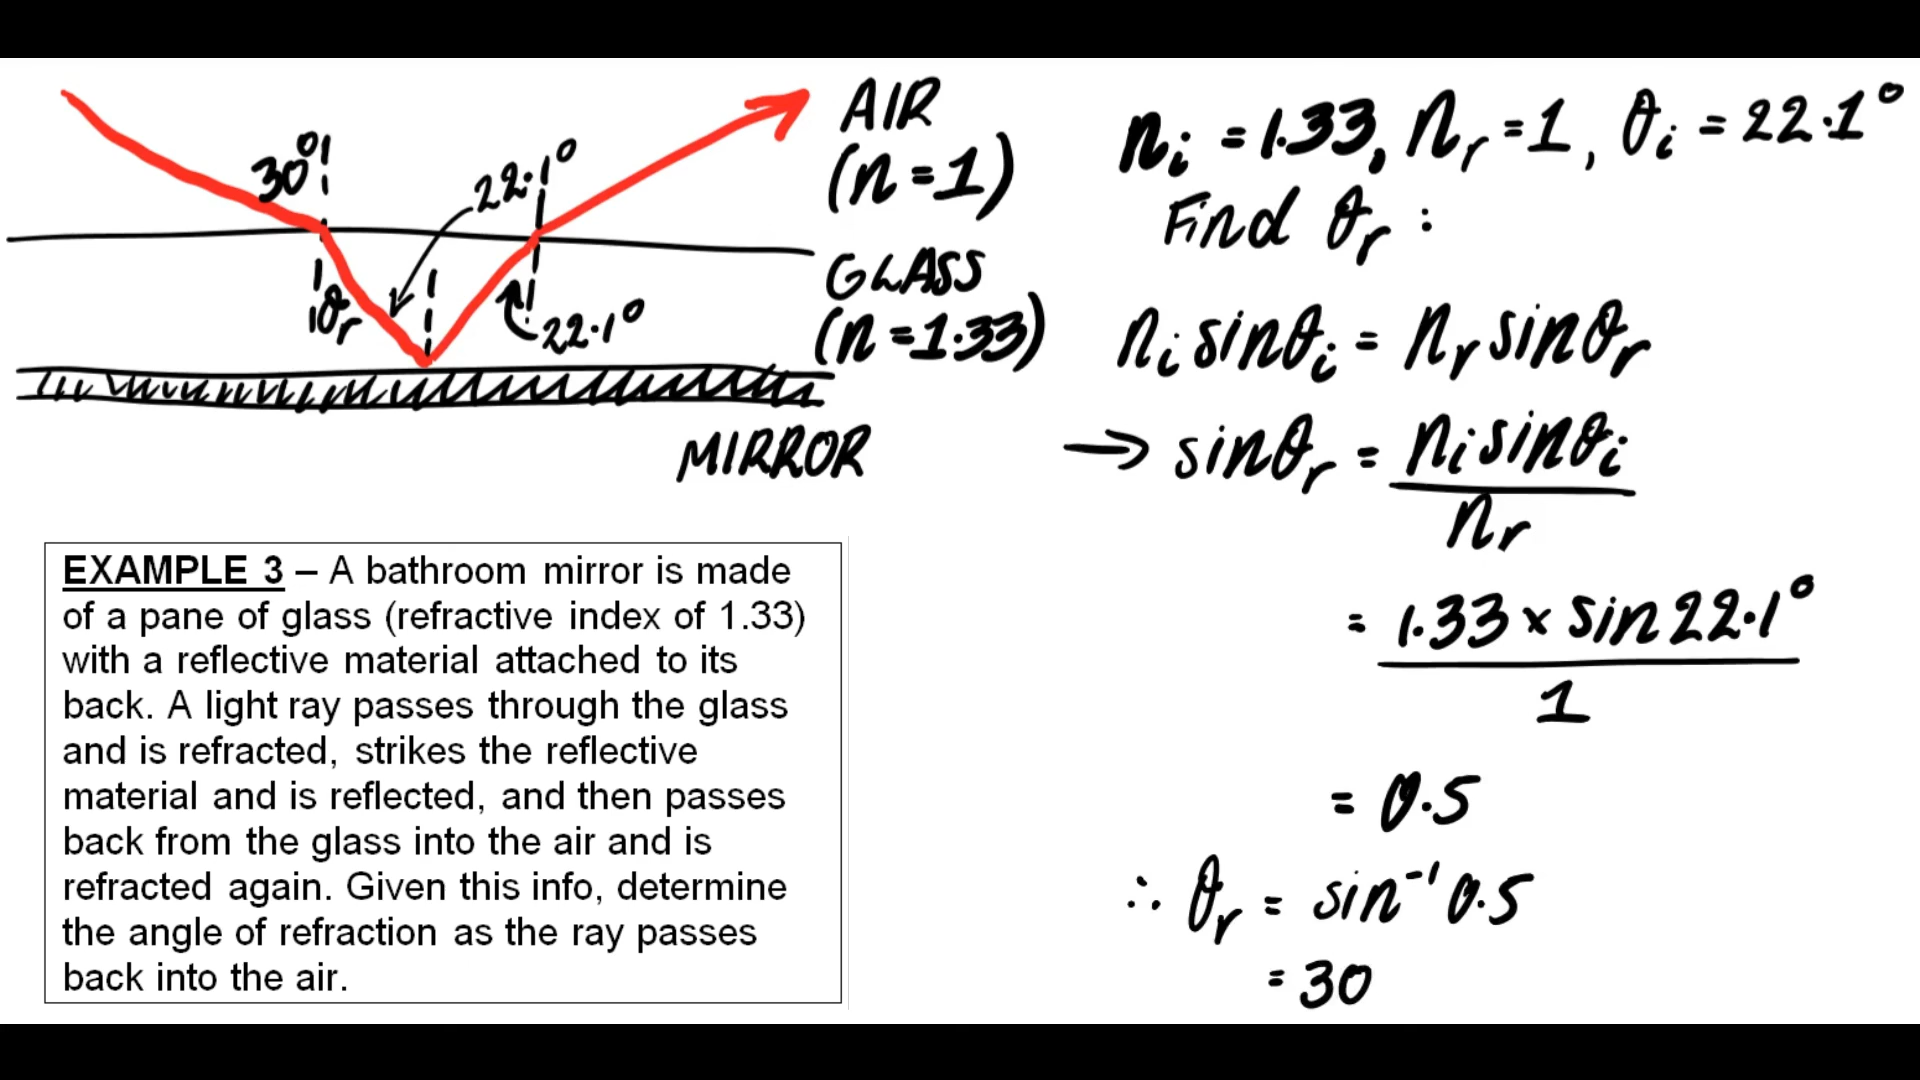 30°
22.1°
θr
22.1°
AIR
(n=1)
GLASS
(n=1.33)
MIRROR
EXAMPLE 3 – A bathroom mirror is made
of a pane of glass (refractive index of 1.33)
with a reflective material attached to its
back. A light ray passes through the glass
and is refracted, strikes the reflective
material and is reflected, and then passes
back from the glass into the air and is
refracted again. Given this info, determine
the angle of refraction as the ray passes
back into the air.
ni = 1.33, nr = 1, θi = 22.1°
Find θr :
ni sinθi = nr sinθr
→ sinθr = ni sinθi
nr
= 1.33 × sin 22.1°
1
= 0.5
∴ θr = sin⁻¹ 0.5
= 30